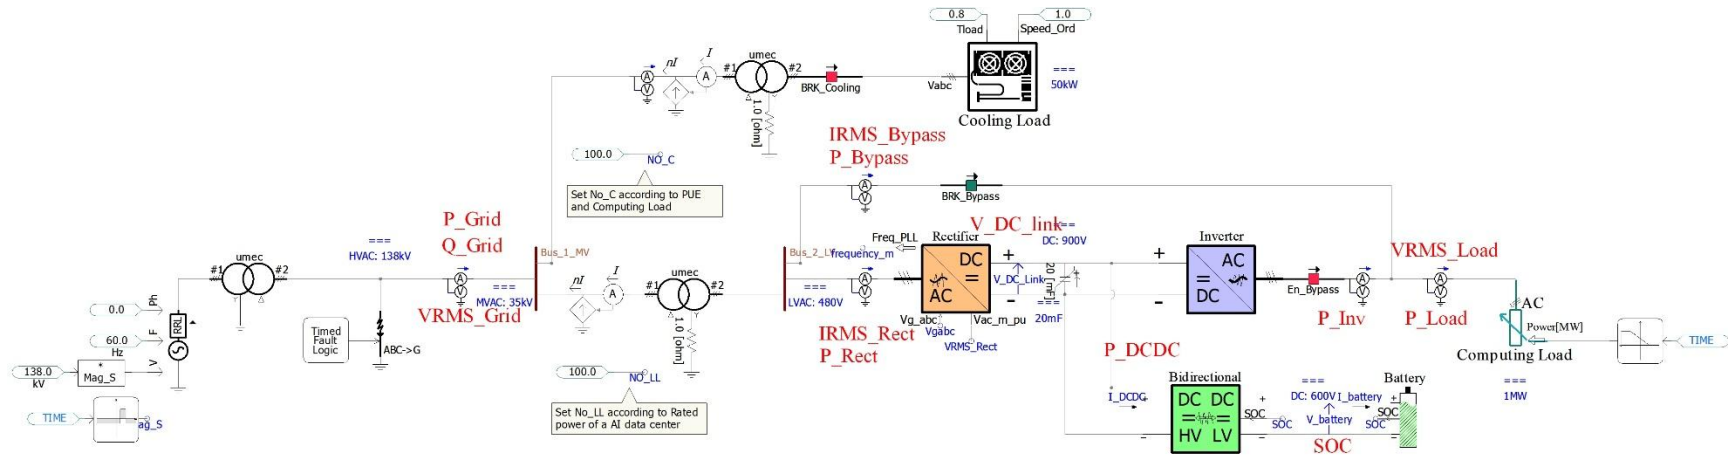 0.8
1.0
Tload
Speed_Ord
umec
#1
#2
nI
I
A
A
V
BRK_Cooling
Vabc
===
50kW
1.0 [ohm]
Cooling Load
IRMS_Bypass
P_Bypass
100.0
NO_C
Set No_C according to PUE
and Computing Load
A
V
BRK_Bypass
P_Grid
Q_Grid
V_DC_link
===
DC: 900V
Bus_1_MV
Bus_2_LV
Freq_PLL
frequency_m
Rectifier
DC
=
AC
+
−
V_DC_Link
20 [mF]
===
20mF
+
−
Inverter
AC
=
DC
VRMS_Load
En_Bypass
A
V
A
V
P_Inv
P_Load
umec
#1
#2
===
HVAC: 138kV
A
V
===
MVAC: 35kV
VRMS_Grid
nI
I
A
umec
#1
#2
1.0 [ohm]
===
LVAC: 480V
A
V
Vg_abc
Vgabc
Vac_m_pu
VRMS_Rect
IRMS_Rect
P_Rect
0.0
Ph
60.0
Hz
F
RRL
V
138.0
kV
*
Mag_S
TIME
ag_S
Timed
Fault
Logic
ABC->G
100.0
NO_LL
Set No_LL according to Rated
power of a AI data center
AC
Power[MW]
Computing Load
TIME
===
1MW
P_DCDC
Bidirectional
I_DCDC
DC DC
= =
HV LV
+
−
−
SOC
SOC
===
DC: 600V
I_battery
V_battery
SOC
Battery
+
SOC
SOC
−